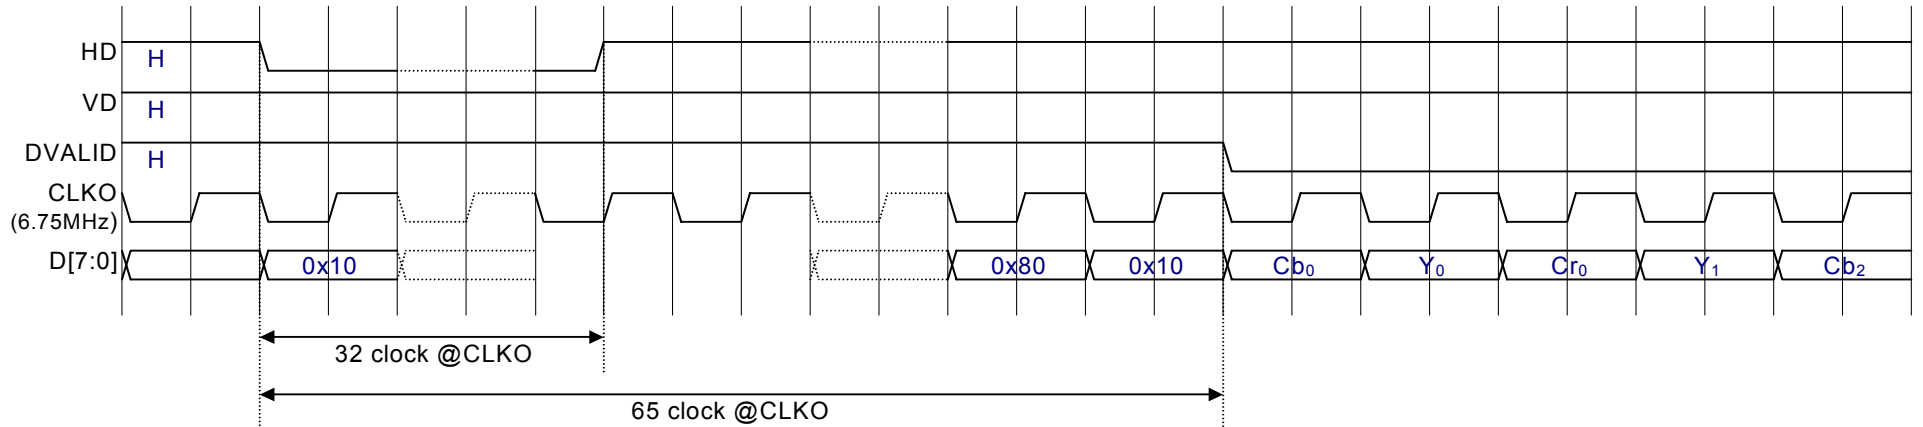 HD H
VD H
DVALID H
CLKO
(6.75MHz)
D[7:0] 0x10 0x80 0x10 Cb₀ Y₀ Cr₀ Y₁ Cb₂
32 clock @CLKO
65 clock @CLKO